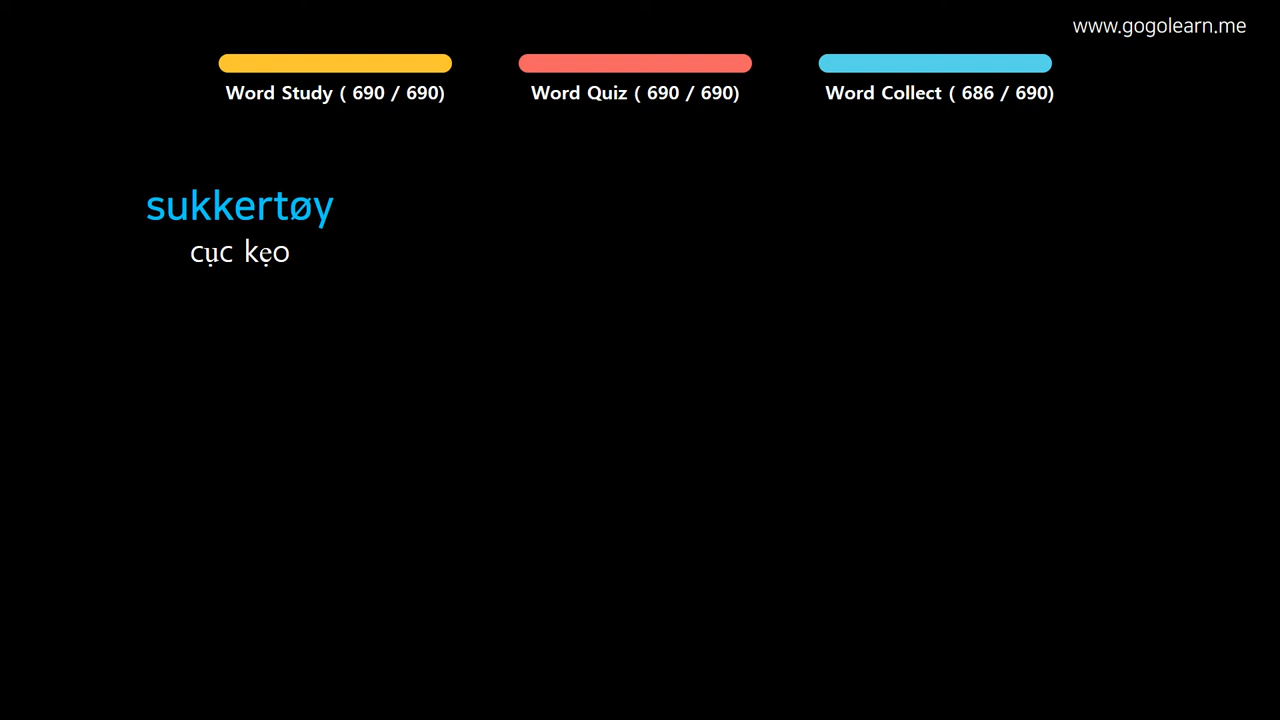 www.gogolearn.me
Word Study ( 690 / 690)
Word Quiz ( 690 / 690)
Word Collect ( 686 / 690)
sukkertøy
cục kẹo